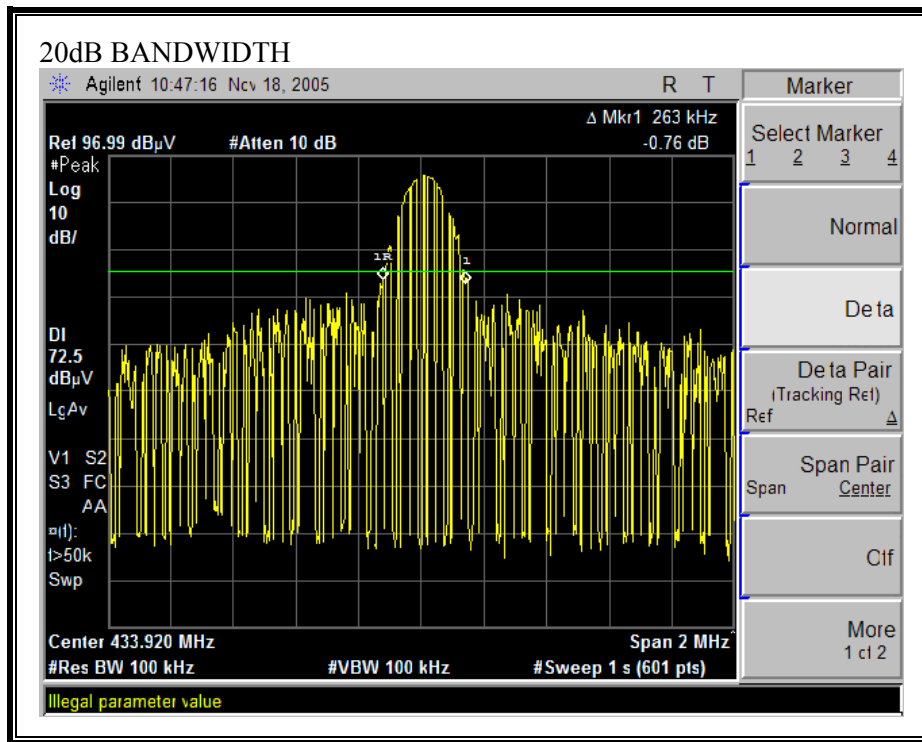 20dB BANDWIDTH
Agilent 10:47:16 Nov 18, 2005 R T
Δ Mkr1 263 kHz
Ref 96.99 dBμV #Atten 10 dB -0.76 dB
#Peak
Log
10
dB/
1R 1
DI
72.5
dBμV
LgAv
V1 S2
S3 FC
AA
¤(f):
f>50k
Swp
Center 433.920 MHz Span 2 MHz^
#Res BW 100 kHz #VBW 100 kHz #Sweep 1 s (601 pts)
Illegal parameter value
Marker
Select Marker
1 2 3 4
Normal
Delta
Delta Pair
(Tracking Ref)
Ref Δ
Span Pair
Span Center
Off
More
1 of 2